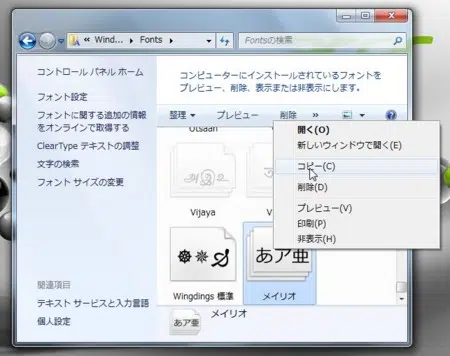 « Wind... ▸ Fonts ▸
Fontsの検索
コントロール パネル ホーム
フォント設定
フォントに関する追加の情報
をオンラインで取得する
ClearType テキストの調整
文字の検索
フォント サイズの変更
関連項目
テキスト サービスと入力言語
個人設定
コンピューターにインストールされているフォントを
プレビュー、削除、表示または非表示にします。
整理 ▼ プレビュー 削除 »
Utsaah
Vijaya
Wingdings 標準
あア亜
メイリオ
開く(O)
新しいウィンドウで開く(E)
コピー(C)
削除(D)
プレビュー(V)
印刷(P)
非表示(H)
あア亜
メイリオ